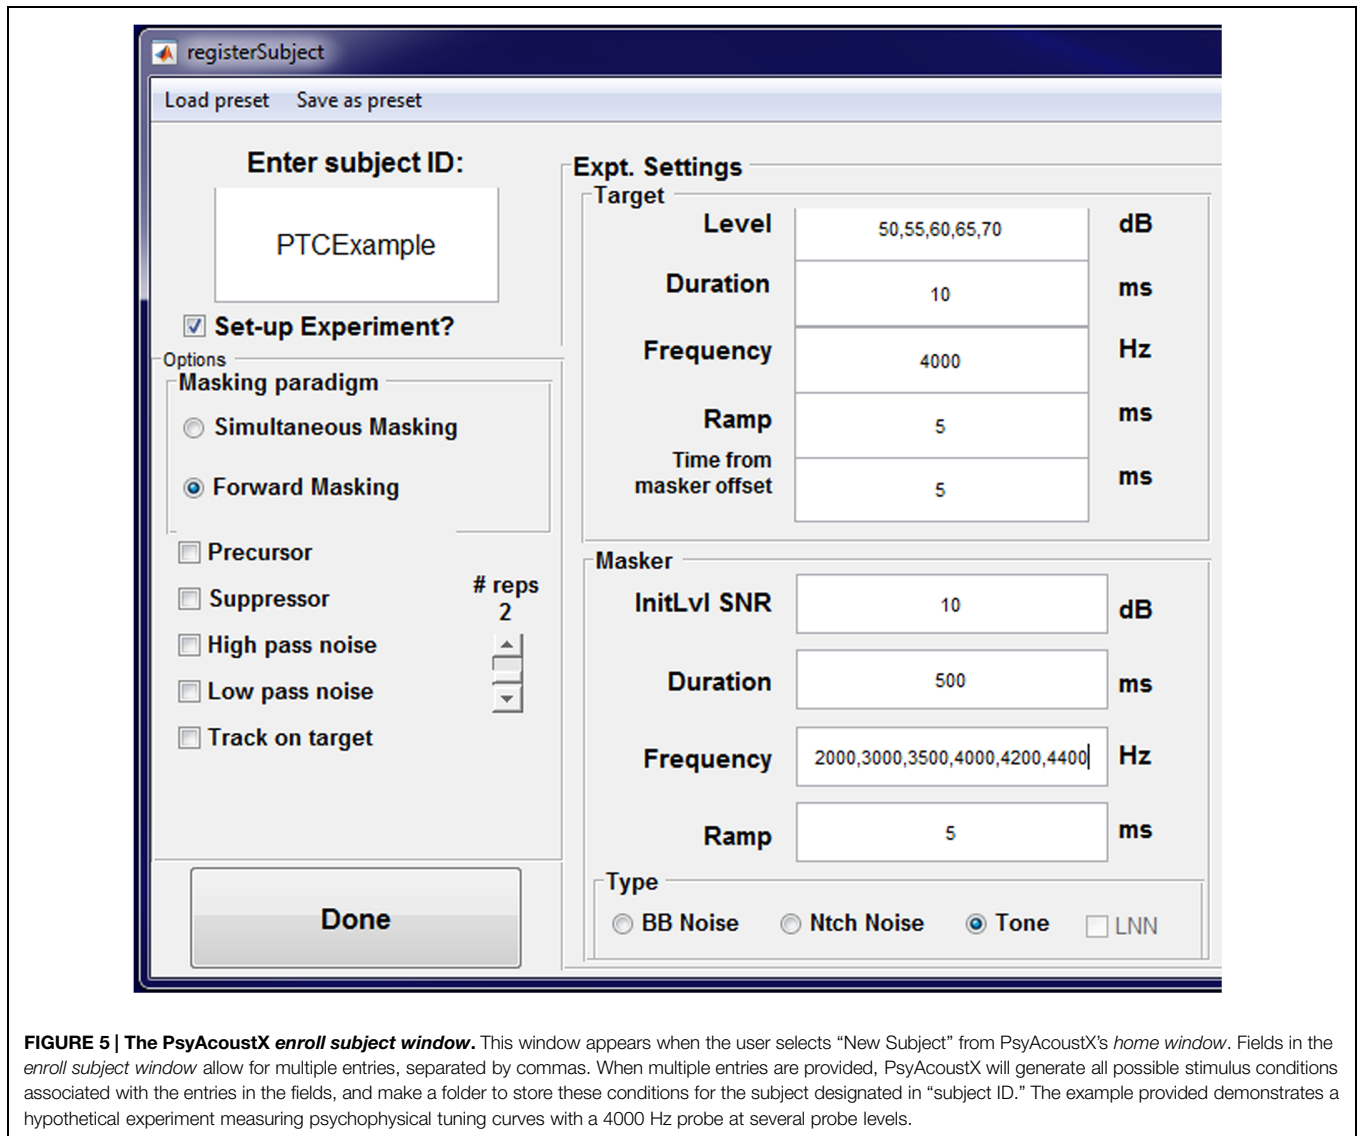 registerSubject
Load preset Save as preset
Enter subject ID:
PTCExample
Set-up Experiment?
Options
Masking paradigm
Simultaneous Masking
Forward Masking
Precursor
Suppressor
High pass noise
Low pass noise
Track on target
# reps
2
Done
Expt. Settings
Target
Level 50,55,60,65,70 dB
Duration 10 ms
Frequency 4000 Hz
Ramp 5 ms
Time from
masker offset 5 ms
Masker
InitLvl SNR 10 dB
Duration 500 ms
Frequency 2000,3000,3500,4000,4200,4400 Hz
Ramp 5 ms
Type
BB Noise Ntch Noise Tone LNN
FIGURE 5 | The PsyAcoustX enroll subject window. This window appears when the user selects “New Subject” from PsyAcoustX’s home window. Fields in the
enroll subject window allow for multiple entries, separated by commas. When multiple entries are provided, PsyAcoustX will generate all possible stimulus conditions
associated with the entries in the fields, and make a folder to store these conditions for the subject designated in “subject ID.” The example provided demonstrates a
hypothetical experiment measuring psychophysical tuning curves with a 4000 Hz probe at several probe levels.